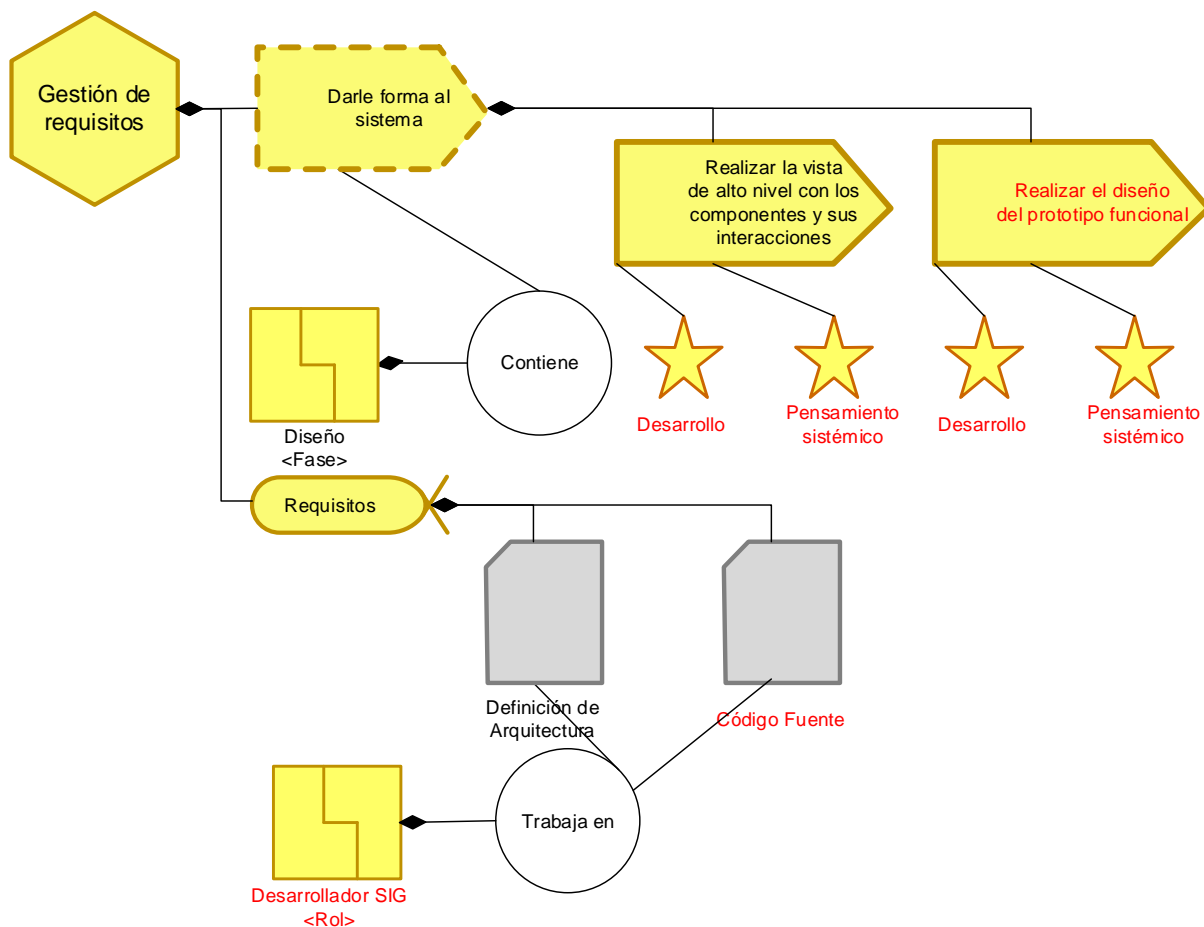 Gestión de
requisitos
Darle forma al
sistema
Realizar la vista
de alto nivel con los
componentes y sus
interacciones
Realizar el diseño
del prototipo funcional
Contiene
Desarrollo
Pensamiento
sistémico
Desarrollo
Pensamiento
sistémico
Diseño
<Fase>
Requisitos
Definición de
Arquitectura
Código Fuente
Trabaja en
Desarrollador SIG
<Rol>